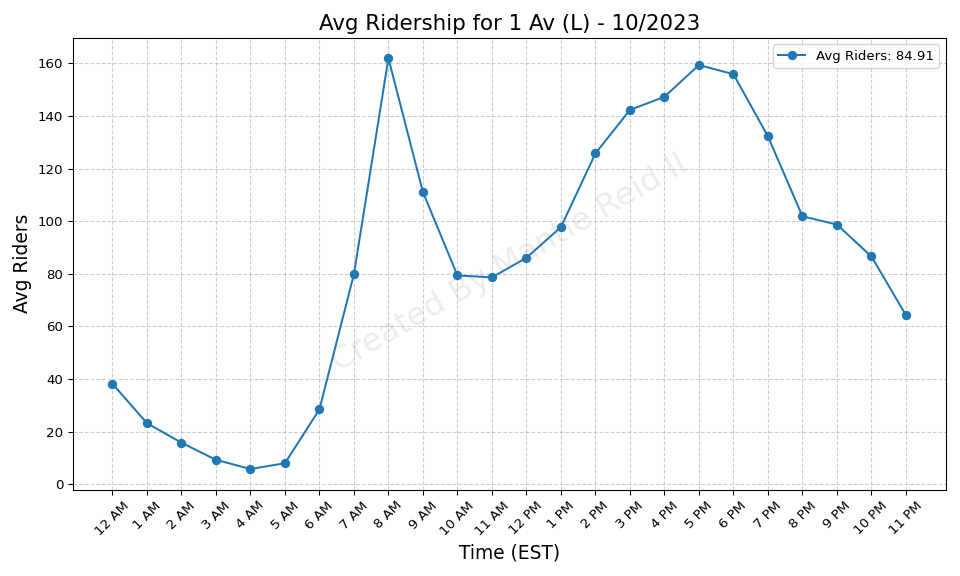 Avg Ridership for 1 Av (L) - 10/2023
Avg Riders: 84.91
160
140
120
100
80
60
40
20
0
Avg Riders
Created By Mantie Reid II
12 AM
1 AM
2 AM
3 AM
4 AM
5 AM
6 AM
7 AM
8 AM
9 AM
10 AM
11 AM
12 PM
1 PM
2 PM
3 PM
4 PM
5 PM
6 PM
7 PM
8 PM
9 PM
10 PM
11 PM
Time (EST)